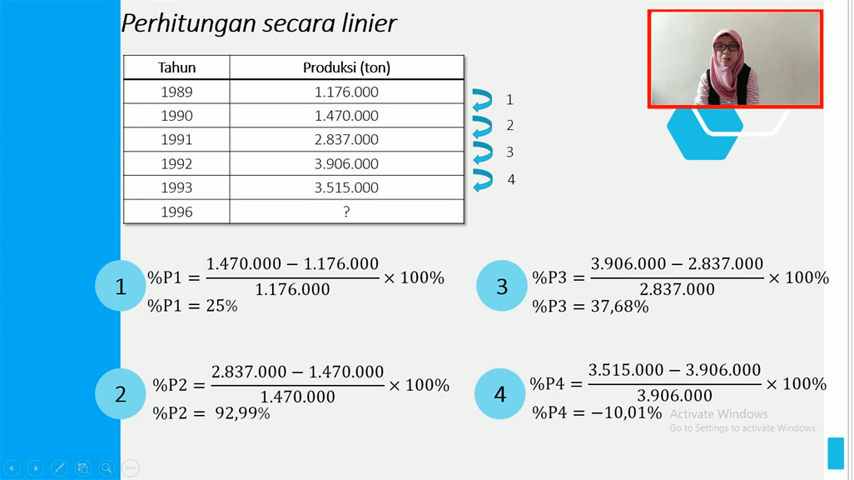 Perhitungan secara linier
Tahun Produksi (ton)
1989 1.176.000
1990 1.470.000
1991 2.837.000
1992 3.906.000
1993 3.515.000
1996 ?
1
2
3
4
1
%P1 = (1.470.000 − 1.176.000) / 1.176.000 × 100%
%P1 = 25%
2
%P2 = (2.837.000 − 1.470.000) / 1.470.000 × 100%
%P2 = 92,99%
3
%P3 = (3.906.000 − 2.837.000) / 2.837.000 × 100%
%P3 = 37,68%
4
%P4 = (3.515.000 − 3.906.000) / 3.906.000 × 100%
%P4 = −10,01%
Activate Windows
Go to Settings to activate Windows.